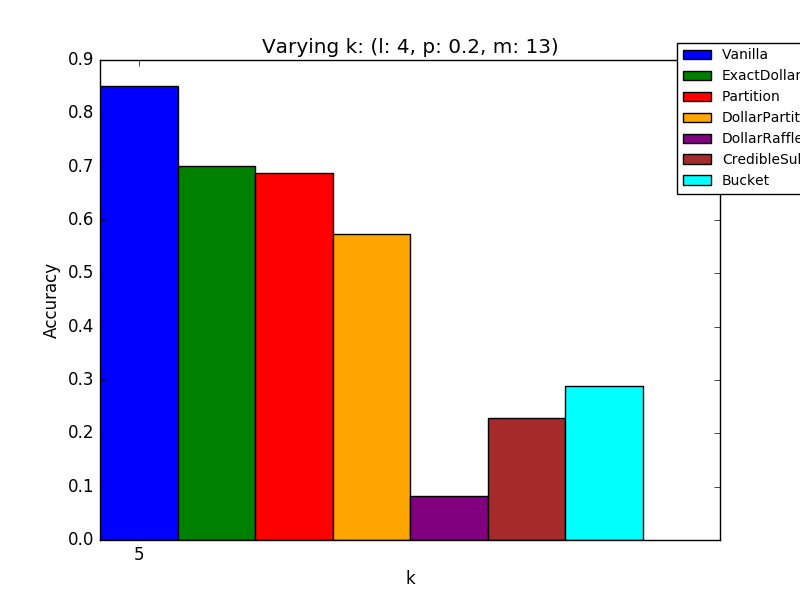 Varying k: (l: 4, p: 0.2, m: 13)
Vanilla
ExactDollar
Partition
DollarPartit
DollarRaffle
CredibleSu
Bucket
0.9
0.8
0.7
0.6
0.5
0.4
0.3
0.2
0.1
0.0
Accuracy
5
k